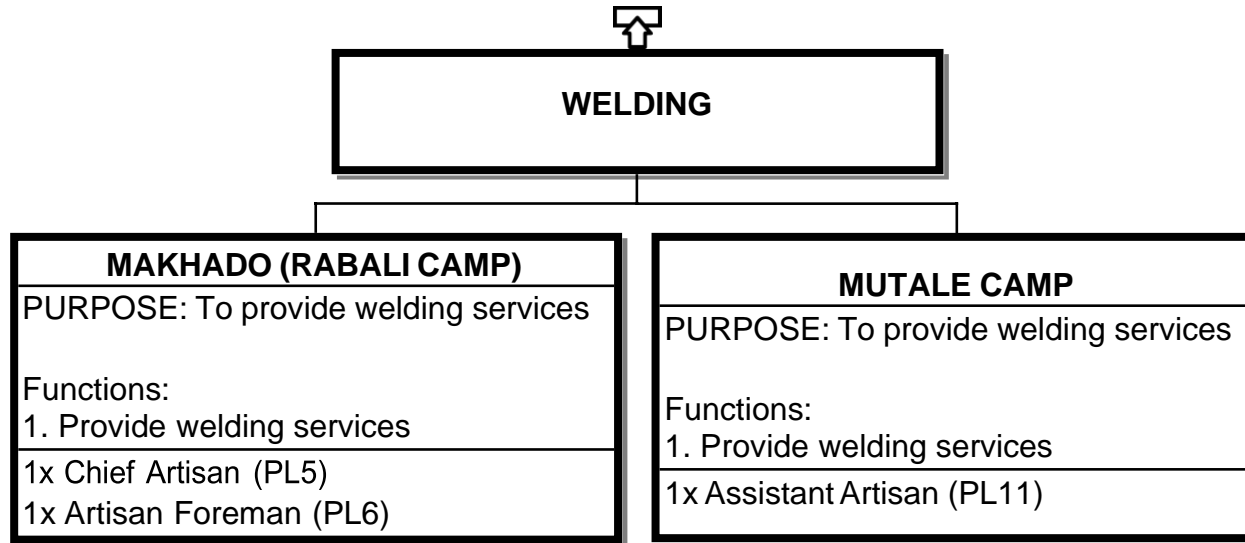 WELDING
MAKHADO (RABALI CAMP)
PURPOSE: To provide welding services
Functions:
1. Provide welding services
1x Chief Artisan (PL5)
1x Artisan Foreman (PL6)
MUTALE CAMP
PURPOSE: To provide welding services
Functions:
1. Provide welding services
1x Assistant Artisan (PL11)